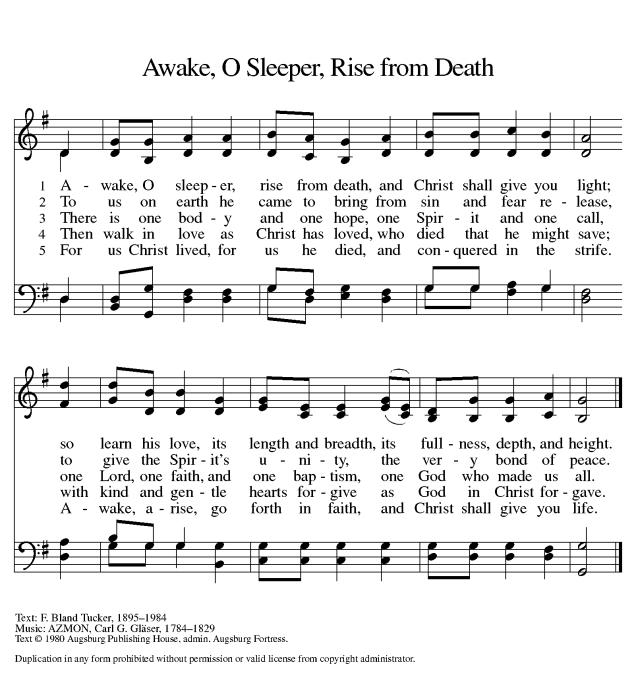 Awake, O Sleeper, Rise from Death
1 A - wake, O sleep - er, rise from death, and Christ shall give you light;
2 To us on earth he came to bring from sin and fear re - lease,
3 There is one bod - y and one hope, one Spir - it and one call,
4 Then walk in love as Christ has loved, who died that he might save;
5 For us Christ lived, for us he died, and con - quered in the strife.
so learn his love, its length and breadth, its full - ness, depth, and height.
to give the Spir - it's u - ni - ty, the ver - y bond of peace.
one Lord, one faith, and one bap - tism, one God who made us all.
with kind and gen - tle hearts for - give as God in Christ for - gave.
A - wake, a - rise, go forth in faith, and Christ shall give you life.
Text: F. Bland Tucker, 1895–1984
Music: AZMON, Carl G. Gläser, 1784–1829
Text © 1980 Augsburg Publishing House, admin. Augsburg Fortress.
Duplication in any form prohibited without permission or valid license from copyright administrator.